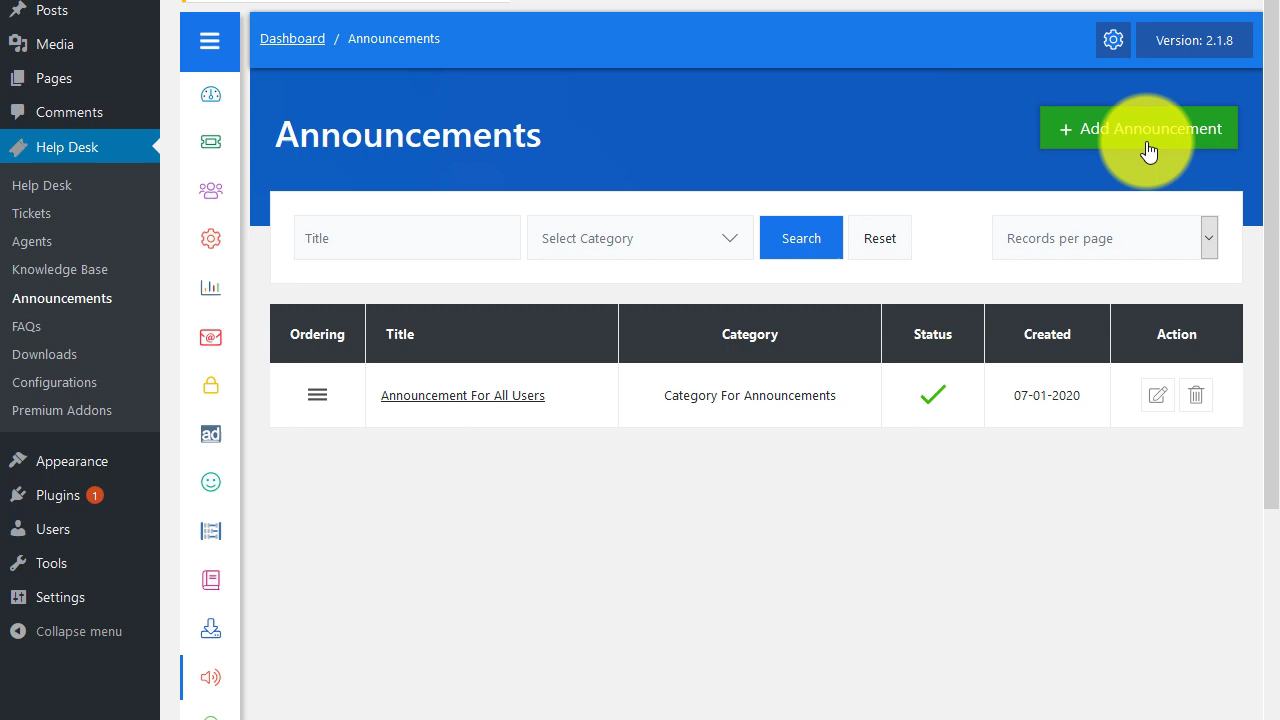 Posts
Media
Pages
Comments
Help Desk
Help Desk
Tickets
Agents
Knowledge Base
Announcements
FAQs
Downloads
Configurations
Premium Addons
Appearance
Plugins 1
Users
Tools
Settings
Collapse menu
@
ad
Dashboard / Announcements
Version: 2.1.8
Announcements
+ Add Announcement
Title
Select Category
Search
Reset
Records per page
Ordering Title Category Status Created Action
Announcement For All Users Category For Announcements 07-01-2020